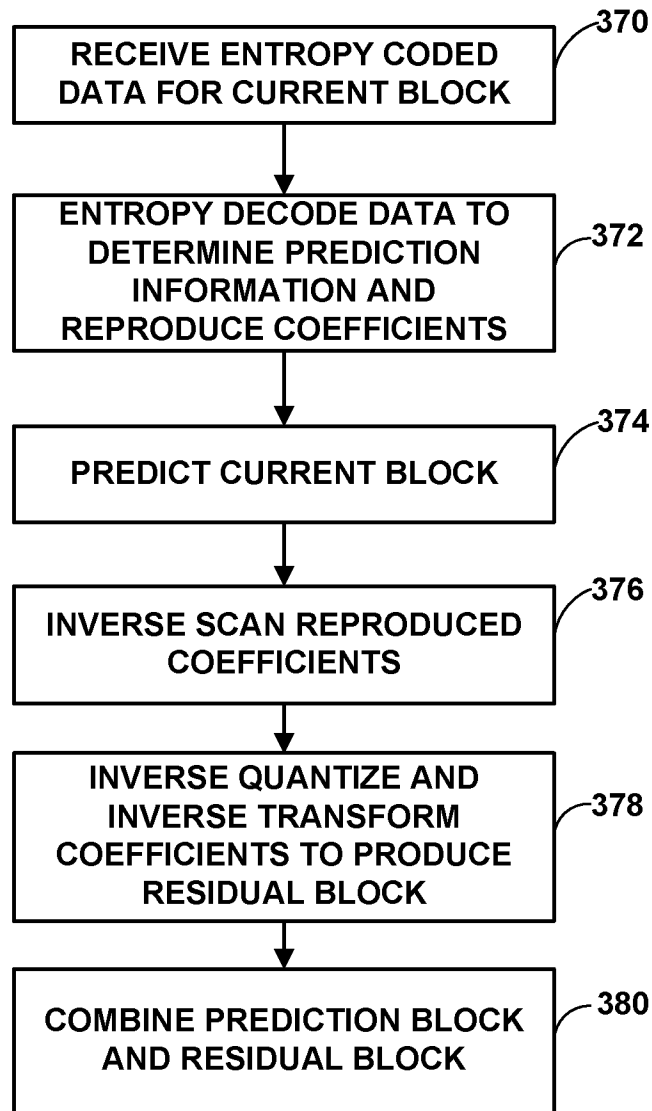 370
RECEIVE ENTROPY CODED
DATA FOR CURRENT BLOCK
372
ENTROPY DECODE DATA TO
DETERMINE PREDICTION
INFORMATION AND
REPRODUCE COEFFICIENTS
374
PREDICT CURRENT BLOCK
376
INVERSE SCAN REPRODUCED
COEFFICIENTS
378
INVERSE QUANTIZE AND
INVERSE TRANSFORM
COEFFICIENTS TO PRODUCE
RESIDUAL BLOCK
380
COMBINE PREDICTION BLOCK
AND RESIDUAL BLOCK